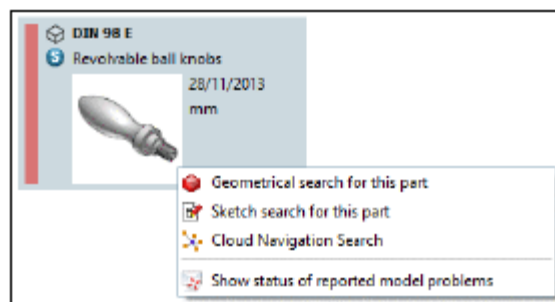 DIN 98 E
Revolvable ball knobs
28/11/2013
mm
Geometrical search for this part
Sketch search for this part
Cloud Navigation Search
Show status of reported model problems